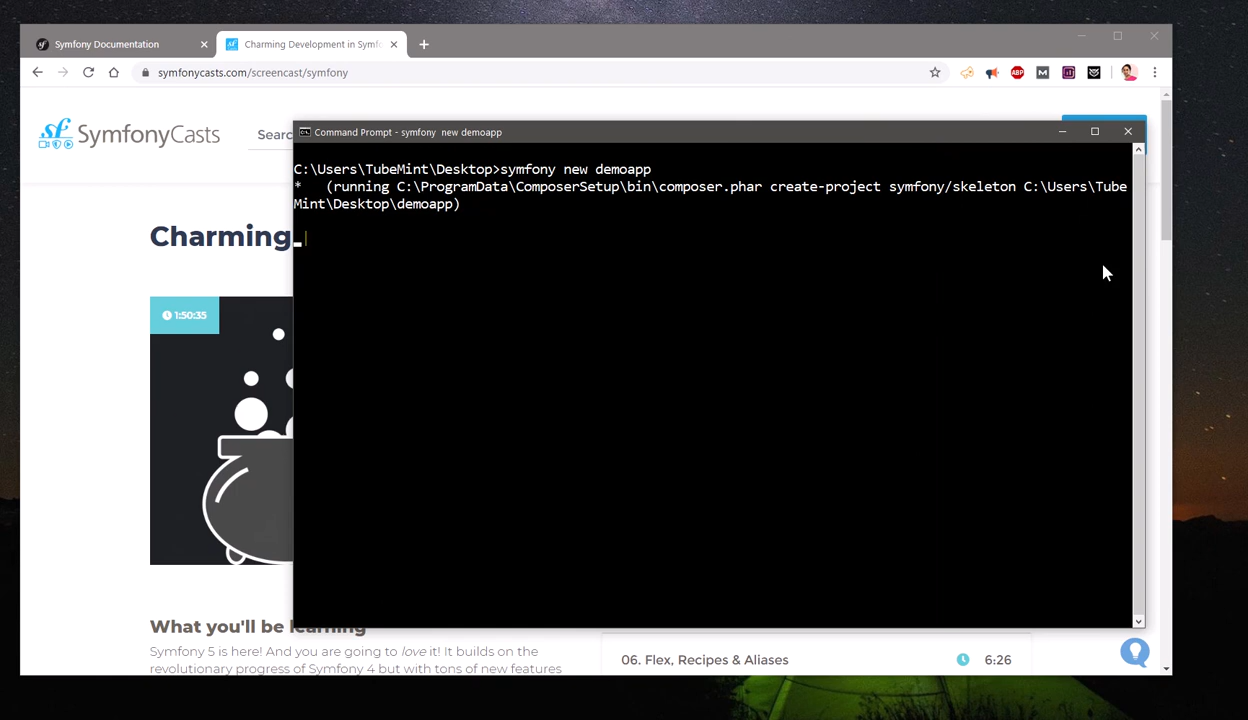 Symfony Documentation
Charming Development in Symf
symfonycasts.com/screencast/symfony
ABP
M
SymfonyCasts
Searc
Command Prompt - symfony  new demoapp
C:\Users\TubeMint\Desktop>symfony new demoapp
*   (running C:\ProgramData\ComposerSetup\bin\composer.phar create-project symfony/skeleton C:\Users\Tube
Mint\Desktop\demoapp)
Charming
1:50:35
What you'll be learning
Symfony 5 is here! And you are going to love it! It builds on the
revolutionary progress of Symfony 4 but with tons of new features
06. Flex, Recipes & Aliases
6:26